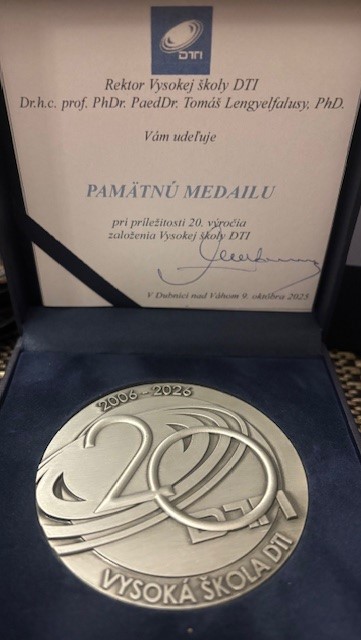 DTI
Rektor Vysokej školy DTI
Dr.h.c. prof. PhDr. PaedDr. Tomáš Lengyelfalusy, PhD.
Vám udeľuje
PAMÄTNÚ MEDAILU
pri príležitosti 20. výročia
založenia Vysokej školy DTI
V Dubnici nad Váhom 9. októbra 2025
2006 - 2026
20
DTI
VYSOKÁ ŠKOLA DTI